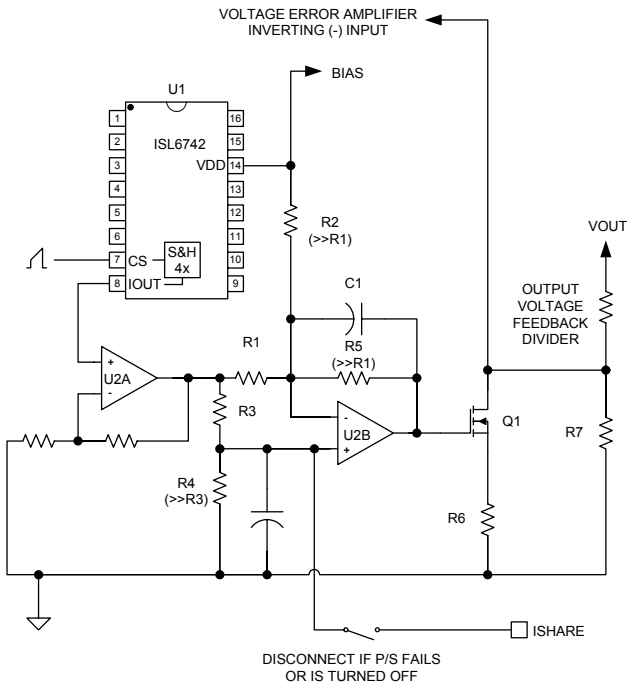 VOLTAGE ERROR AMPLIFIER
INVERTING (-) INPUT
BIAS
U1
ISL6742
1
2
3
4
5
6
7
8
16
15
14
13
12
11
10
9
VDD
CS
IOUT
S&H
4x
R2
(>>R1)
C1
R5
(>>R1)
R1
VOUT
OUTPUT
VOLTAGE
FEEDBACK
DIVIDER
+
U2A
-
R3
R4
(>>R3)
-
U2B
+
Q1
R7
R6
ISHARE
DISCONNECT IF P/S FAILS
OR IS TURNED OFF